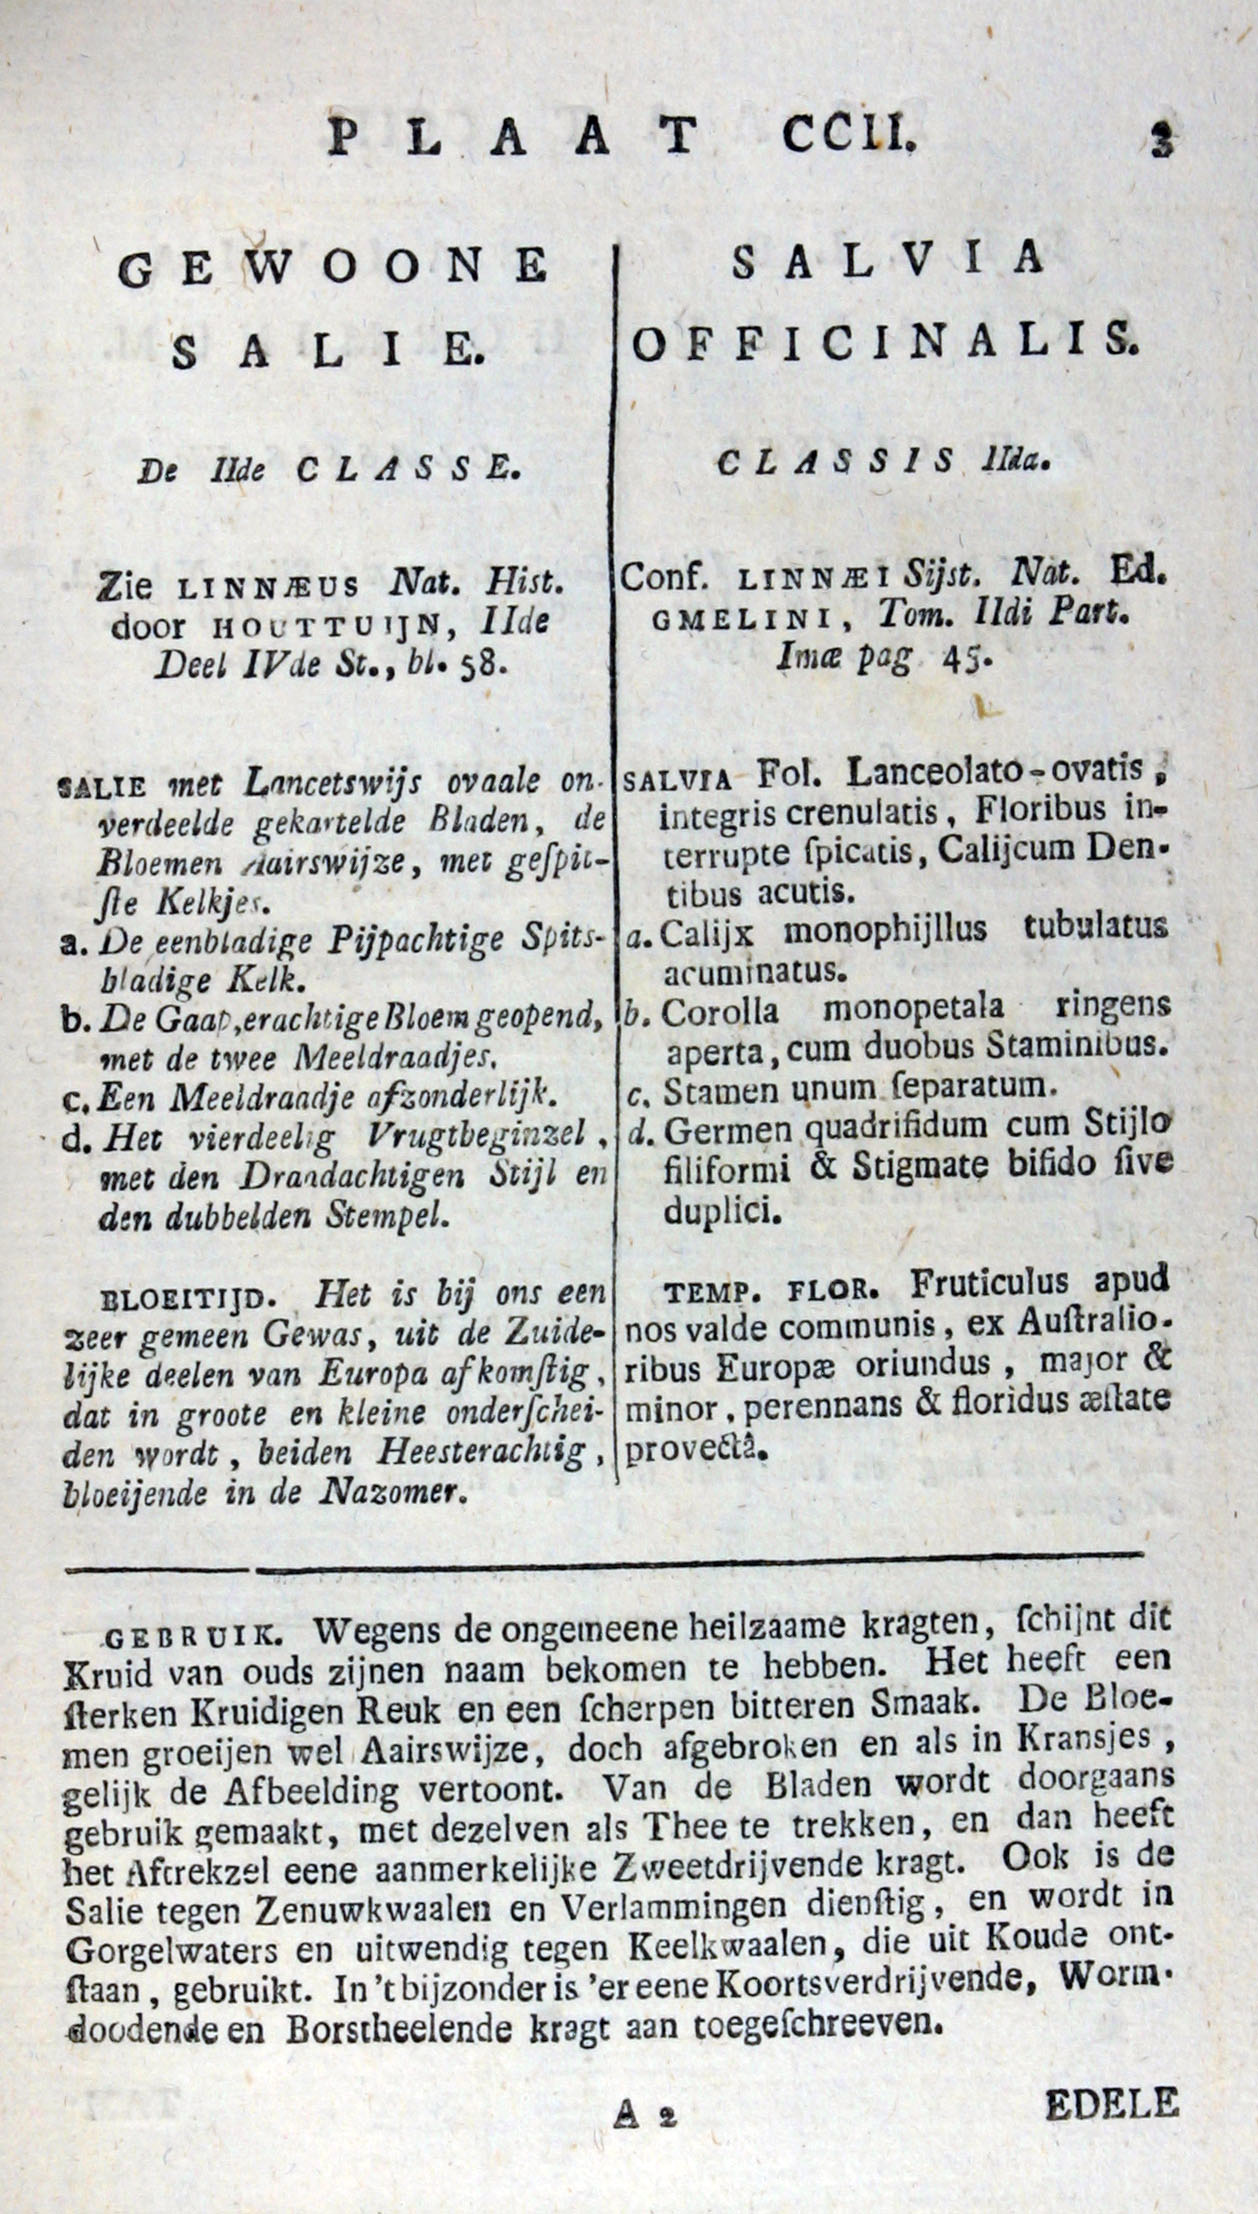 PLAAT CCII. 3
GEWOONE
SALIE.
De IIde CLASSE.
Zie LINNÆUS Nat. Hist.
door HOUTTUIJN, IIde
Deel IVde St., bl. 58.
SALIE met Lancetswijs ovaale on-
verdeelde gekartelde Bladen, de
Bloemen Aairswijze, met geſpit-
ſte Kelkjes.
a. De eenbladige Pijpachtige Spits-
bladige Kelk.
b. De Gaapperachtige Bloem geopend,
met de twee Meeldraadjes.
c. Een Meeldraadje afzonderlijk.
d. Het vierdeelig Vrugtbeginzel,
met den Draadachtigen Stijl en
den dubbelden Stempel.
BLOEITIJD. Het is bij ons een
zeer gemeen Gewas, uit de Zuide-
lijke deelen van Europa afkomſtig,
dat in groote en kleine onderſchei-
den wordt, beiden Heesterachtig,
bloeijende in de Nazomer.
SALVIA
OFFICINALIS.
CLASSIS IIda.
Conf. LINNÆI Sijst. Nat. Ed.
GMELINI, Tom. IIdi Part.
Imæ pag 45.
SALVIA Fol. Lanceolato-ovatis,
integris crenulatis, Floribus in-
terrupte ſpicatis, Calijcum Den-
tibus acutis.
a. Calijx monophijllus tubulatus
acuminatus.
b. Corolla monopetala ringens
aperta, cum duobus Staminibus.
c. Stamen unum ſeparatum.
d. Germen quadrifidum cum Stijlo
filiformi & Stigmate bifido ſive
duplici.
TEMP. FLOR. Fruticulus apud
nos valde communis, ex Auſtralio-
ribus Europæ oriundus, major &
minor, perennans & floridus æſtate
provectâ.
GEBRUIK. Wegens de ongemeene heilzaame kragten, ſchijnt dit
Kruid van ouds zijnen naam bekomen te hebben. Het heeft een
ſterken Kruidigen Reuk en een ſcherpen bitteren Smaak. De Bloe-
men groeijen wel Aairswijze, doch afgebroken en als in Kransjes,
gelijk de Afbeelding vertoont. Van de Bladen wordt doorgaans
gebruik gemaakt, met dezelven als Thee te trekken, en dan heeft
het Aftrekzel eene aanmerkelijke Zweetdrijvende kragt. Ook is de
Salie tegen Zenuwkwaalen en Verlammingen dienſtig, en wordt in
Gorgelwaters en uitwendig tegen Keelkwaalen, die uit Koude ont-
ſtaan, gebruikt. In 't bijzonder is 'er eene Koortsverdrijvende, Worm-
doodende en Borstheelende kragt aan toegeſchreeven.
A 2 EDELE